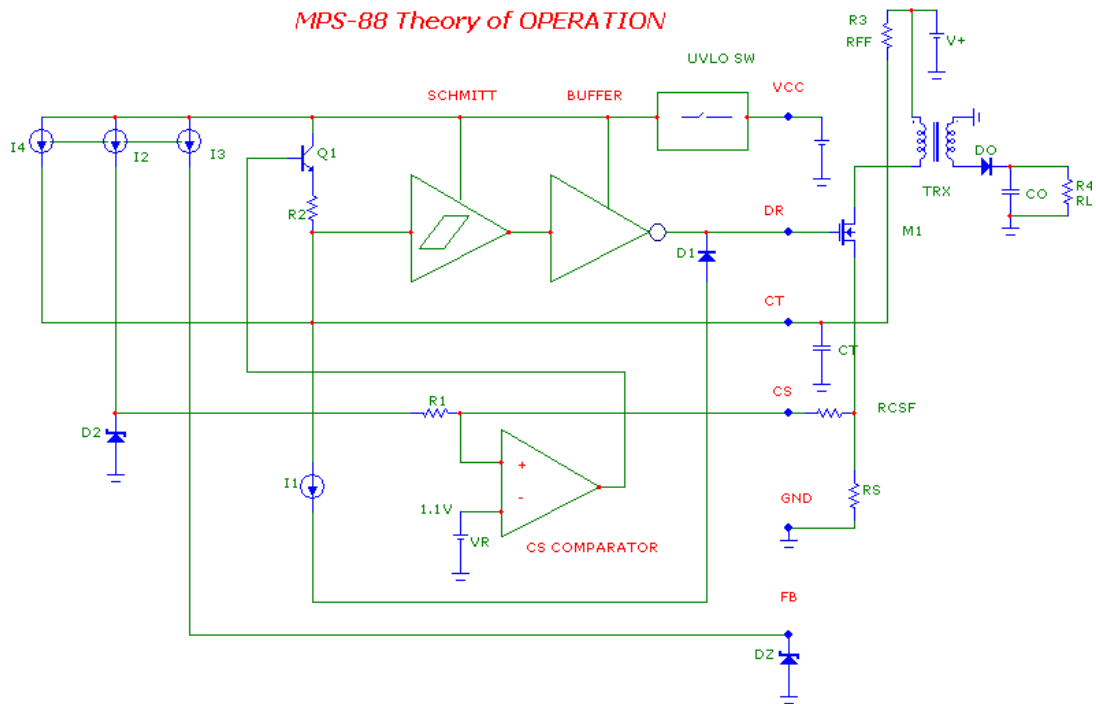 MPS-88 Theory of OPERATION
R3
RFF
V+
UVLO SW
VCC
SCHMITT
BUFFER
I4
I2
I3
Q1
R2
DO
TRX
CO
R4
RL
DR
M1
D1
CT
CT
CS
R1
RCSF
D2
I1
+
-
1.1V
VR
CS COMPARATOR
GND
RS
FB
DZ